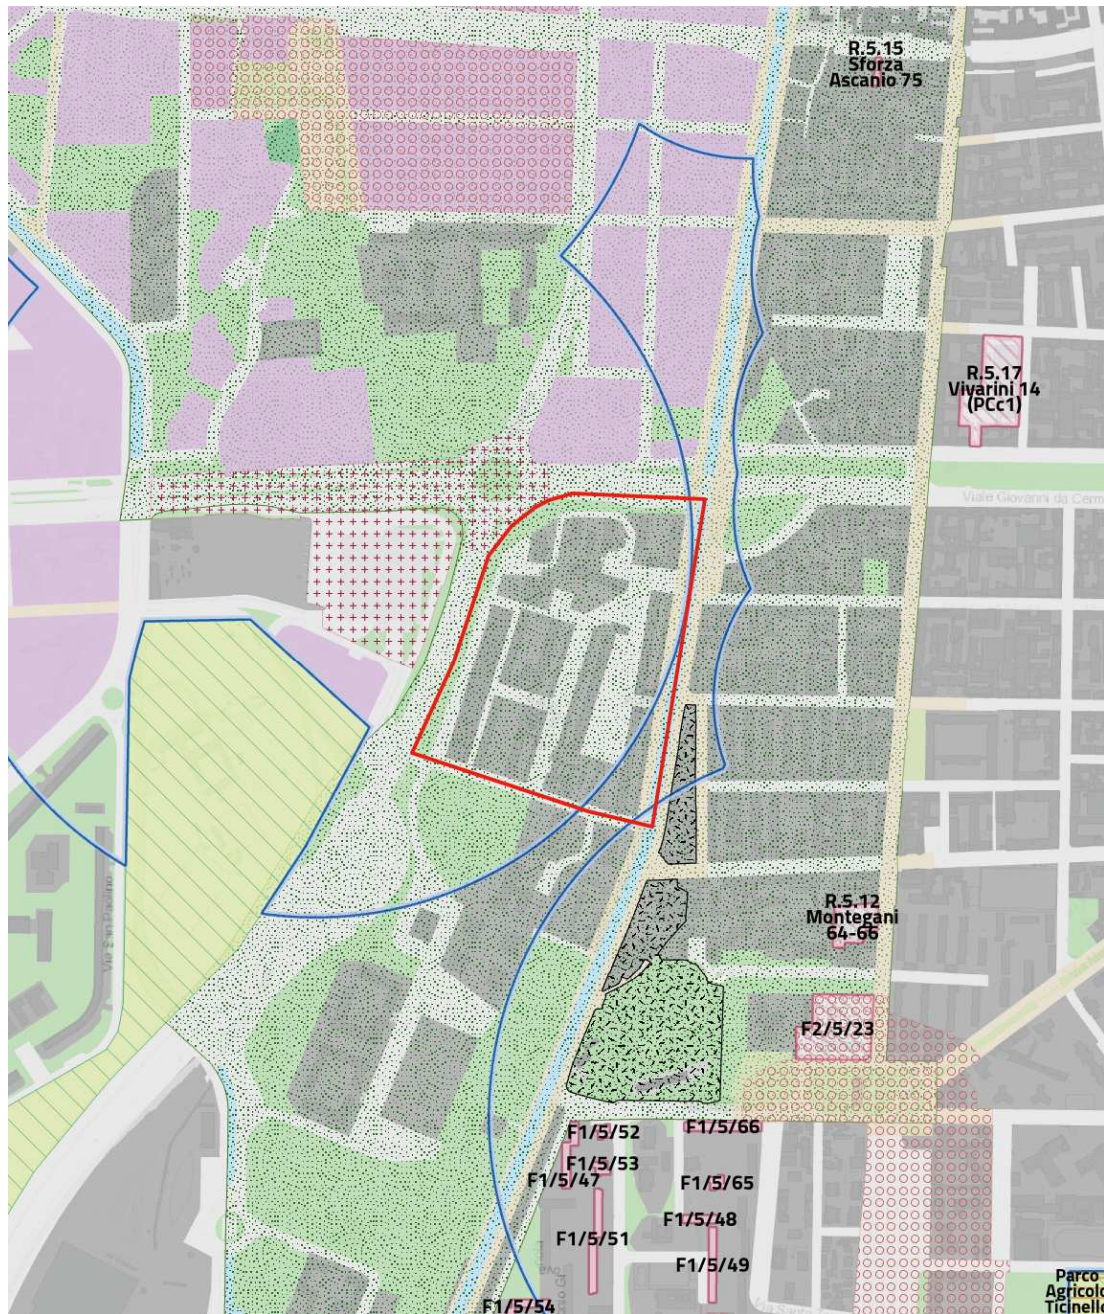 R.5.15
Sforza
Ascanio 75
R.5.17
Vivarini 14
(PCc1)
Viale Giovanni da Cerm
R.5.12
Montegani
64-66
F2/5/23
F1/5/52
F1/5/66
F1/5/53
F1/5/47
F1/5/65
F1/5/48
F1/5/51
F1/5/49
Parco
Agricolo
Ticinell
F1/5/54